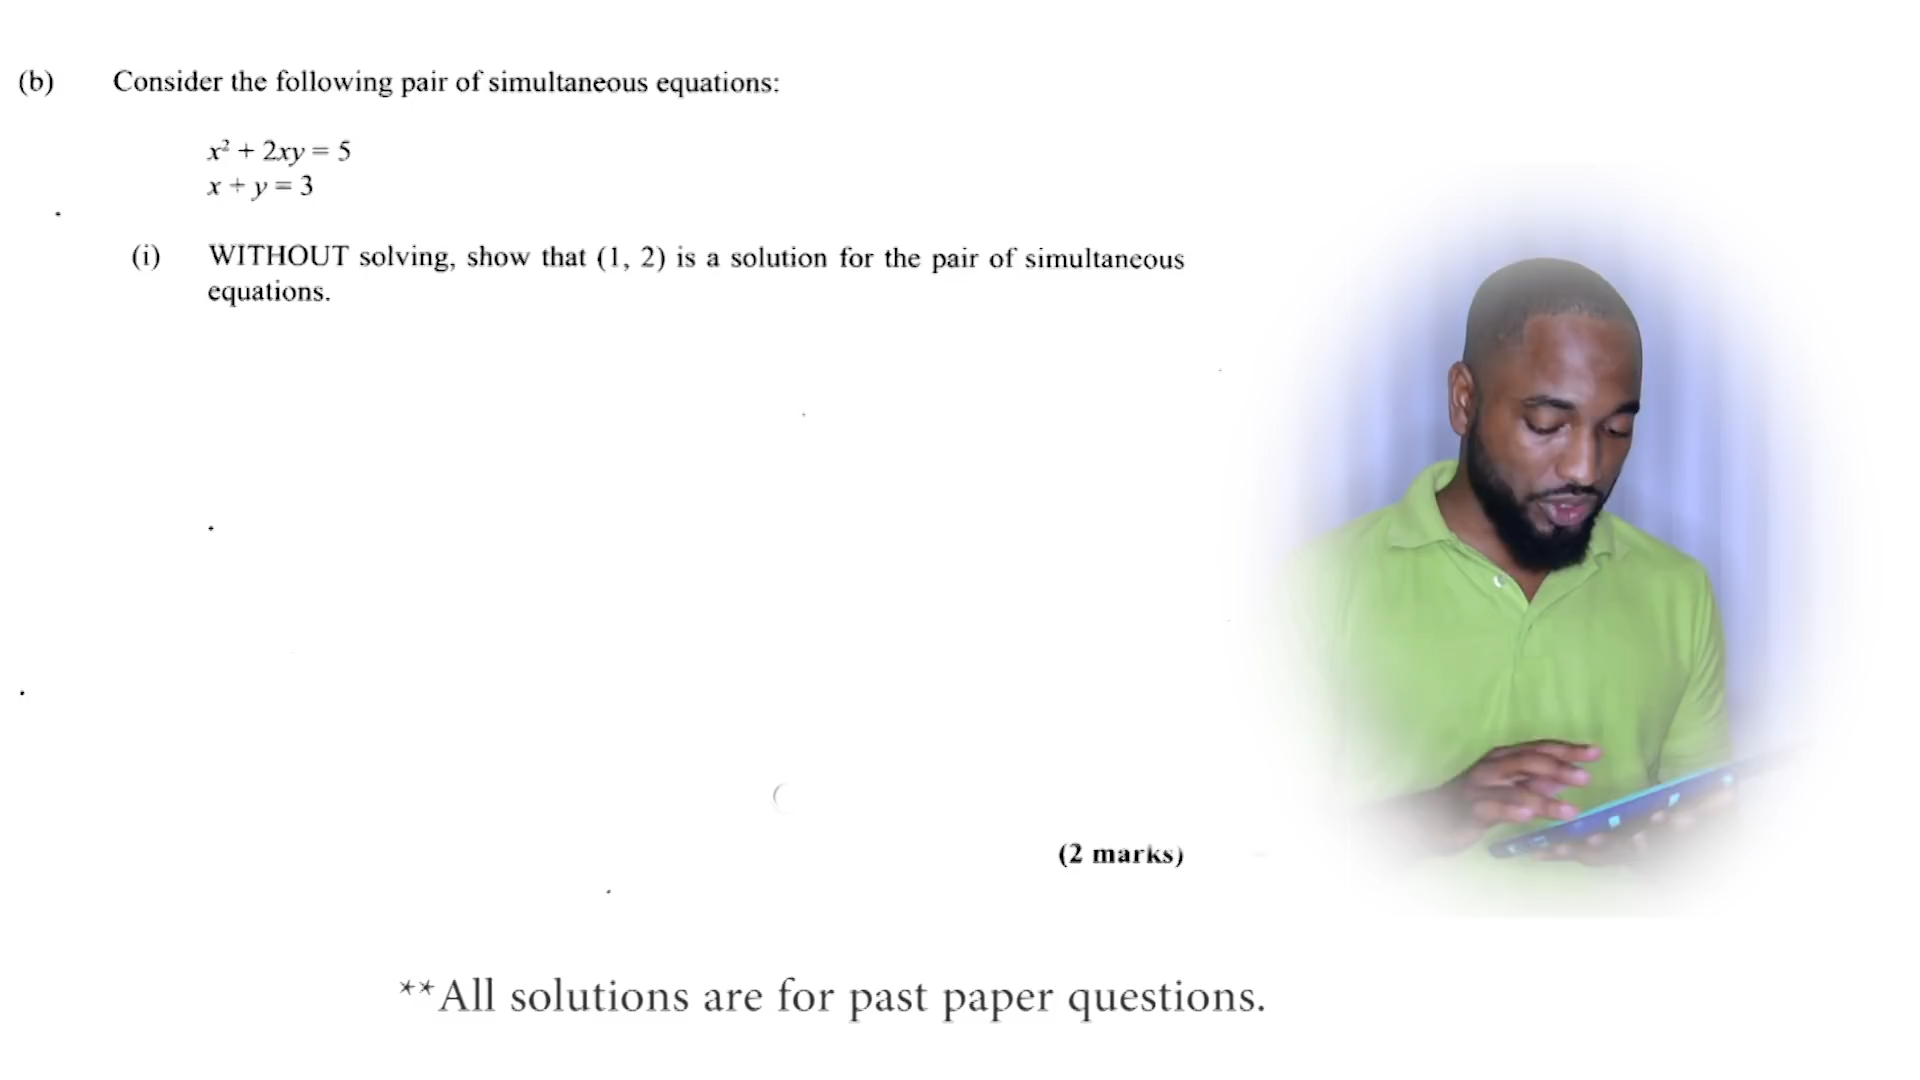 (b) Consider the following pair of simultaneous equations:
x² + 2xy = 5
x + y = 3
(i) WITHOUT solving, show that (1, 2) is a solution for the pair of simultaneous
equations.
(2 marks)
**All solutions are for past paper questions.